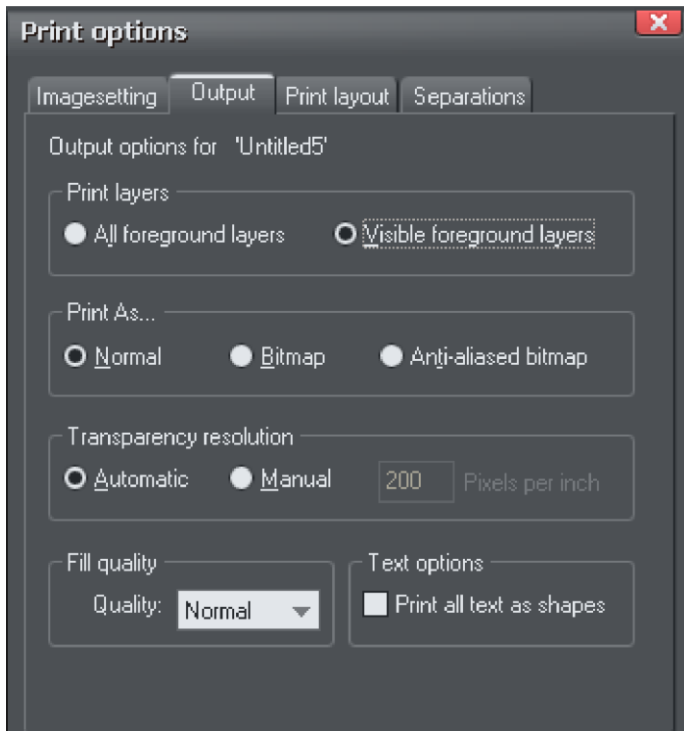 Print options
Imagesetting Output Print layout Separations
Output options for 'Untitled5'
Print layers
All foreground layers Visible foreground layers
Print As...
Normal Bitmap Anti-aliased bitmap
Transparency resolution
Automatic Manual 200 Pixels per inch
Fill quality Text options
Quality: Normal Print all text as shapes